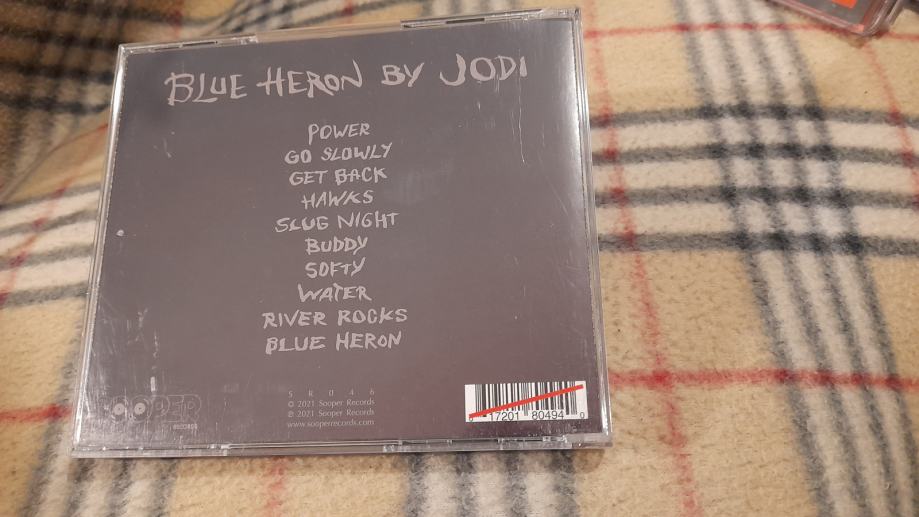 BLUE HERON BY JODI
POWER
GO SLOWLY
GET BACK
HAWKS
SLUG NIGHT
BUDDY
SOFTY
WATER
RIVER ROCKS
BLUE HERON
SR046
© 2021 Sooper Records
℗ 2021 Sooper Records
www.sooperrecords.com
SOOPER
RECORDS
0 17201 80494 0